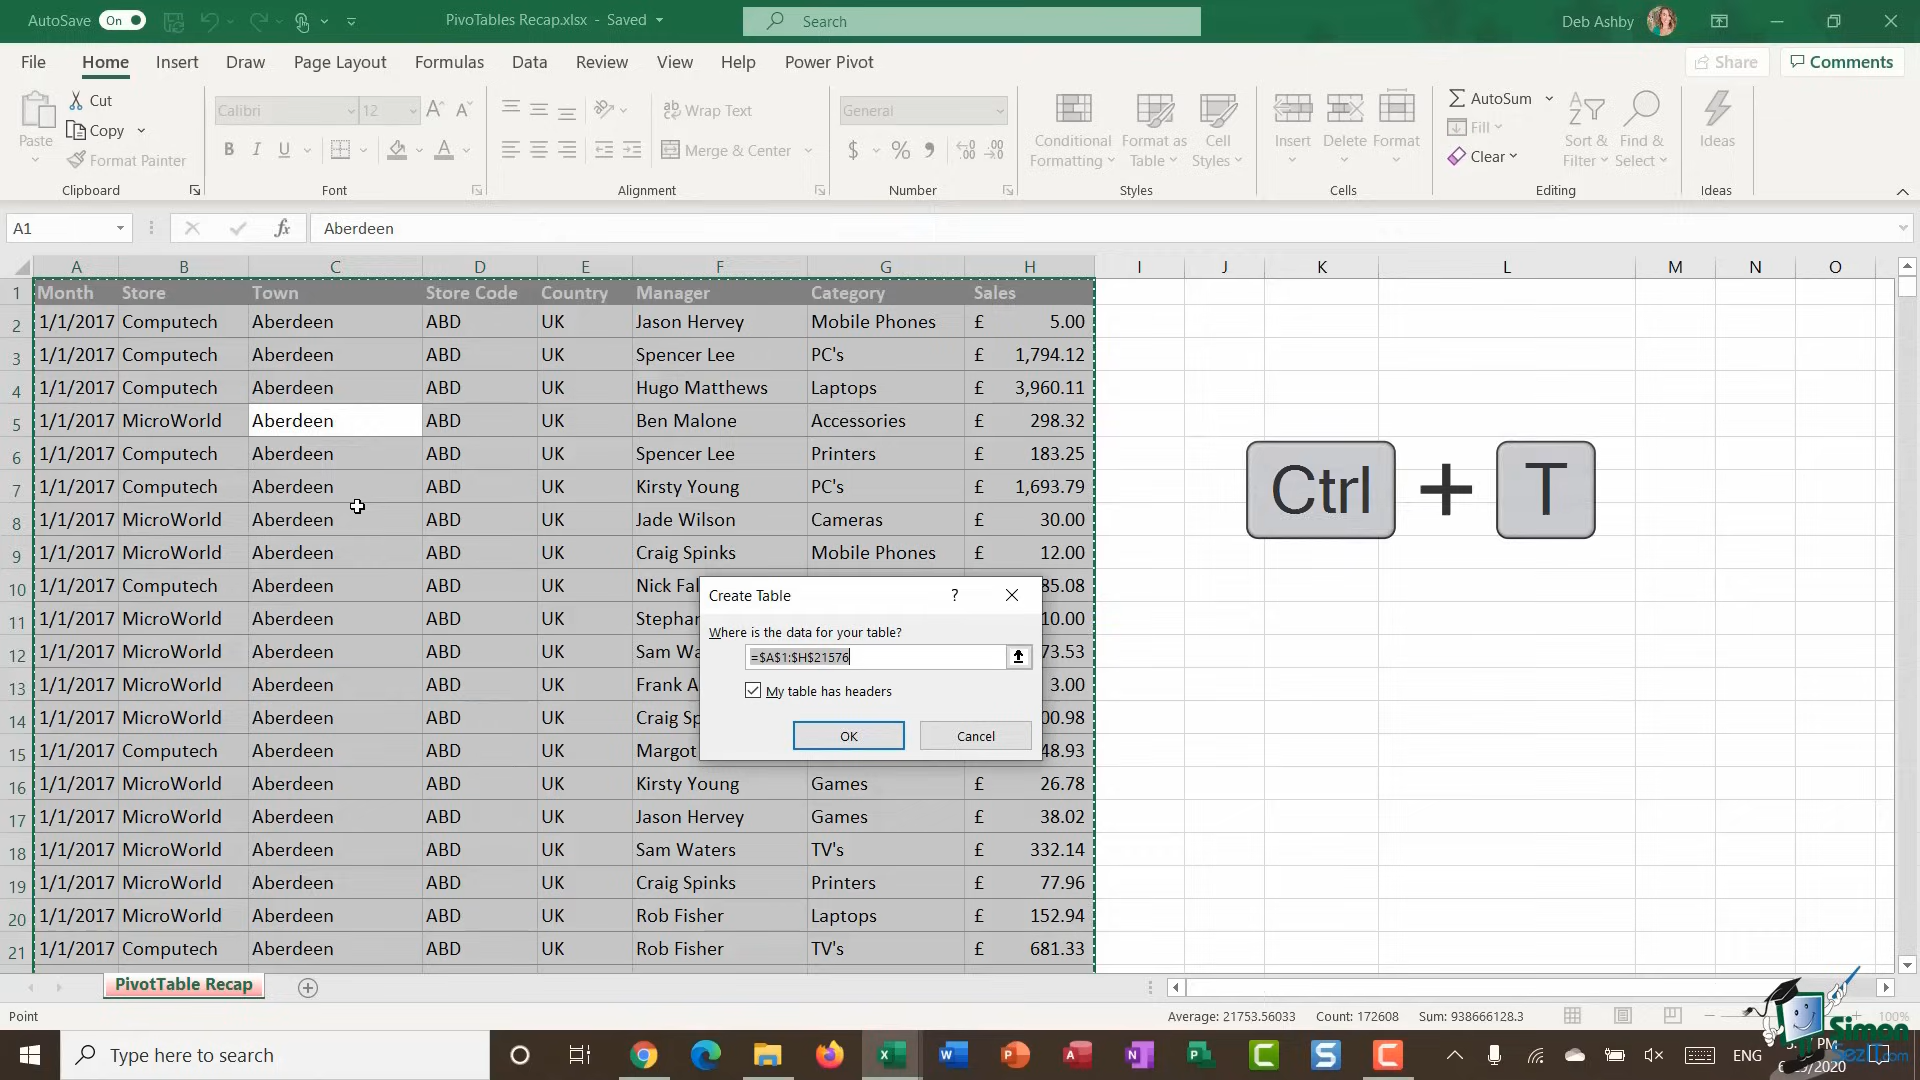 AutoSave On PivoTables Recap.xlsx - Saved Search Deb Ashby
File Home Insert Draw Page Layout Formulas Data Review View Help Power Pivot Share Comments
Paste Cut Copy Format Painter Clipboard
Calibri 12 B I U A Font
Wrap Text Merge & Center Alignment
General $ % Number
Conditional Formatting Format as Table Cell Styles Styles
Insert Delete Format Cells
AutoSum Fill Clear Sort & Filter Find & Select Editing
Ideas Ideas
A1 fx Aberdeen
A B C D E F G H I J K L M N O
1 Month Store Town Store Code Country Manager Category Sales
2 1/1/2017 Computech Aberdeen ABD UK Jason Hervey Mobile Phones £ 5.00
3 1/1/2017 Computech Aberdeen ABD UK Spencer Lee PC's £ 1,794.12
4 1/1/2017 Computech Aberdeen ABD UK Hugo Matthews Laptops £ 3,960.11
5 1/1/2017 MicroWorld Aberdeen ABD UK Ben Malone Accessories £ 298.32
6 1/1/2017 Computech Aberdeen ABD UK Spencer Lee Printers £ 183.25
7 1/1/2017 Computech Aberdeen ABD UK Kirsty Young PC's £ 1,693.79
8 1/1/2017 MicroWorld Aberdeen ABD UK Jade Wilson Cameras £ 30.00
9 1/1/2017 MicroWorld Aberdeen ABD UK Craig Spinks Mobile Phones £ 12.00
10 1/1/2017 Computech Aberdeen ABD UK Nick Fal 85.08
11 1/1/2017 MicroWorld Aberdeen ABD UK Stephan 10.00
12 1/1/2017 MicroWorld Aberdeen ABD UK Sam Wa 73.53
13 1/1/2017 MicroWorld Aberdeen ABD UK Frank A 3.00
14 1/1/2017 MicroWorld Aberdeen ABD UK Craig Sp 00.98
15 1/1/2017 Computech Aberdeen ABD UK Margot 48.93
16 1/1/2017 MicroWorld Aberdeen ABD UK Kirsty Young Games £ 26.78
17 1/1/2017 MicroWorld Aberdeen ABD UK Jason Hervey Games £ 38.02
18 1/1/2017 MicroWorld Aberdeen ABD UK Sam Waters TV's £ 332.14
19 1/1/2017 MicroWorld Aberdeen ABD UK Craig Spinks Printers £ 77.96
20 1/1/2017 MicroWorld Aberdeen ABD UK Rob Fisher Laptops £ 152.94
21 1/1/2017 Computech Aberdeen ABD UK Rob Fisher TV's £ 681.33
Ctrl + T
Create Table ?
Where is the data for your table?
=$A$1:$H$21576
My table has headers
OK Cancel
PivotTable Recap
Point Average: 21753.56033 Count: 172608 Sum: 938666128.3 100%
Simon SezIT.com
Type here to search ENG PM